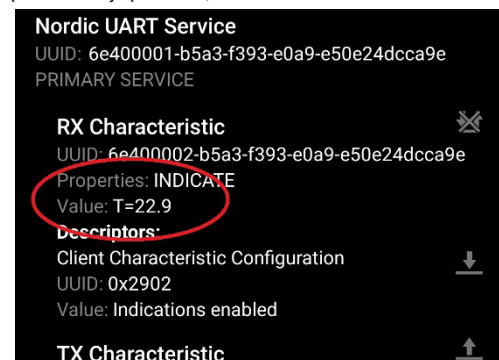 Nordic UART Service
UUID: 6e400001-b5a3-f393-e0a9-e50e24dcca9e
PRIMARY SERVICE
RX Characteristic
UUID: 6e400002-b5a3-f393-e0a9-e50e24dcca9e
Properties: INDICATE
Value: T=22.9
Descriptors:
Client Characteristic Configuration
UUID: 0x2902
Value: Indications enabled
TX Characteristic